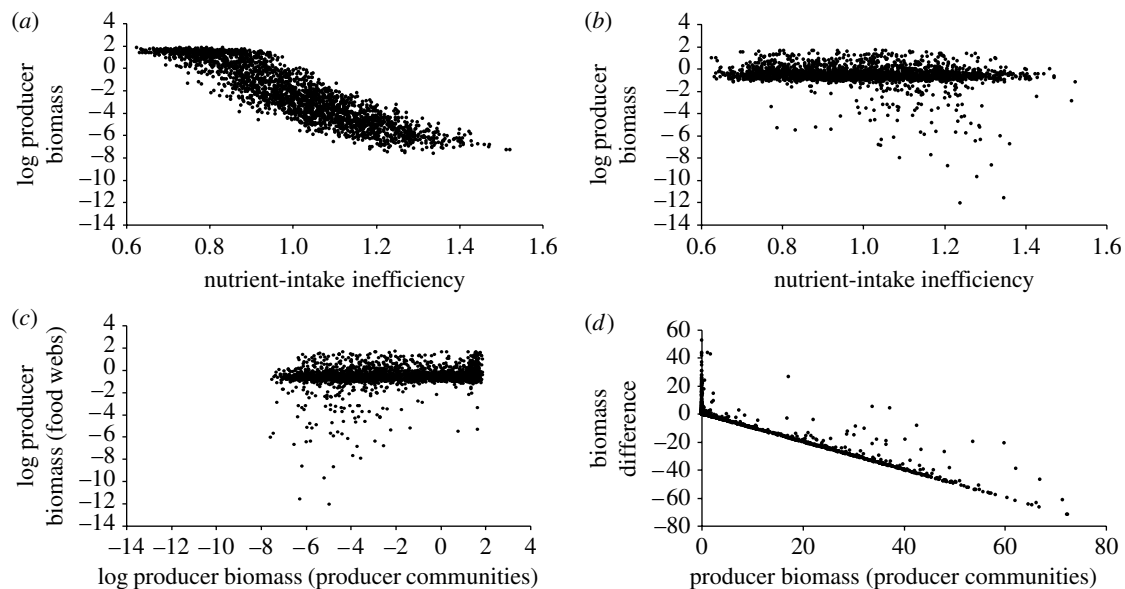 (a)
log producer
biomass
4
2
0
−2
−4
−6
−8
−10
−12
−14
0.6 0.8 1.0 1.2 1.4 1.6
nutrient-intake inefficiency
(b)
log producer
biomass
4
2
0
−2
−4
−6
−8
−10
−12
−14
0.6 0.8 1.0 1.2 1.4 1.6
nutrient-intake inefficiency
(c)
log producer
biomass (food webs)
4
2
0
−2
−4
−6
−8
−10
−12
−14
−14 −12 −10 −8 −6 −4 −2 0 2 4
log producer biomass (producer communities)
(d)
biomass
difference
60
40
20
0
−20
−40
−60
−80
0 20 40 60 80
producer biomass (producer communities)